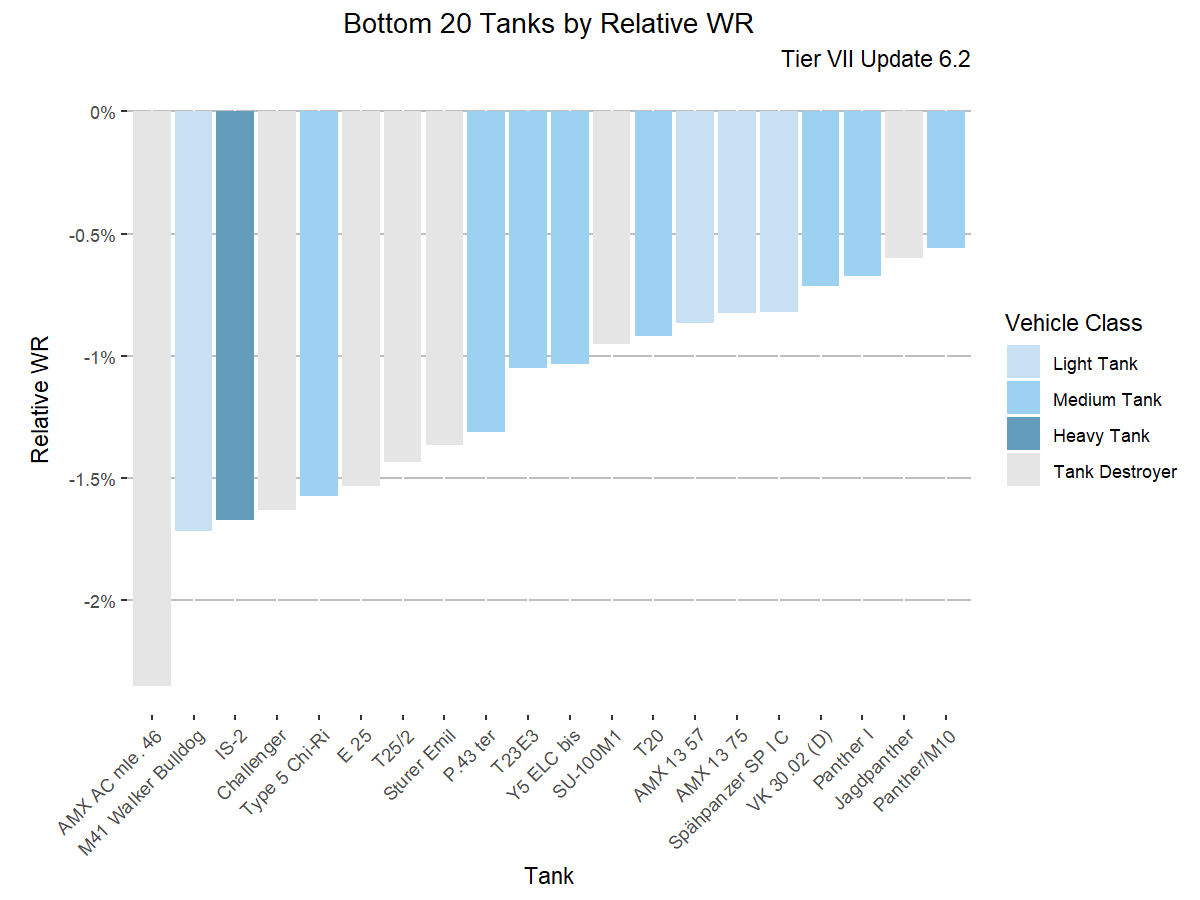 Bottom 20 Tanks by Relative WR
Tier VII Update 6.2
0%
-0.5%
-1%
-1.5%
-2%
Relative WR
AMX AC mle. 46
M41 Walker Bulldog
IS-2
Challenger
Type 5 Chi-Ri
E 25
T25/2
Sturer Emil
P.43 ter
T23E3
Y5 ELC bis
SU-100M1
T20
AMX 13 57
AMX 13 75
Spähpanzer SP I C
VK 30.02 (D)
Panther I
Jagdpanther
Panther/M10
Tank
Vehicle Class
Light Tank
Medium Tank
Heavy Tank
Tank Destroyer